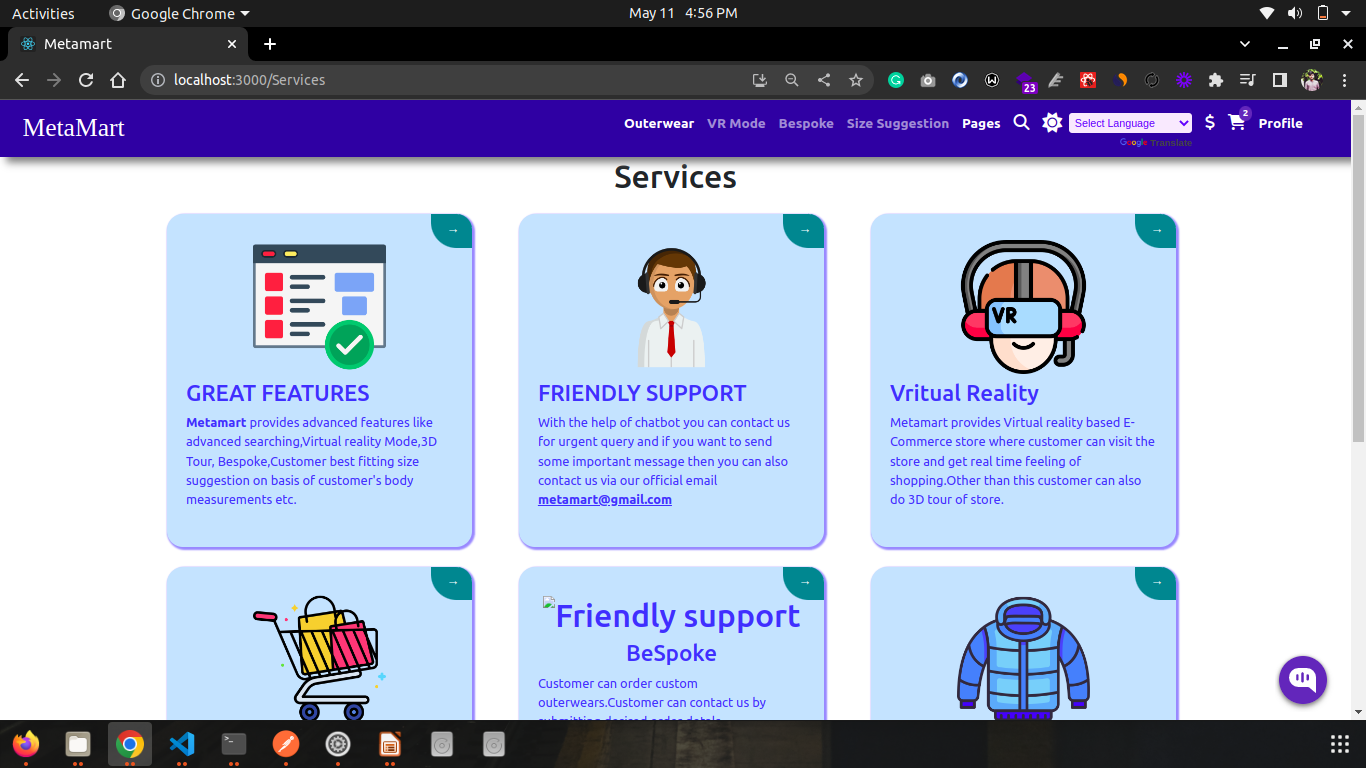 Activities Google Chrome May 11 4:56 PM
Metamart
localhost:3000/Services
23
MetaMart Outerwear VR Mode Bespoke Size Suggestion Pages Select Language $ 2 Profile
Google Translate
Services
→ → →
VR
GREAT FEATURES
Metamart provides advanced features like
advanced searching,Virtual reality Mode,3D
Tour, Bespoke,Customer best fitting size
suggestion on basis of customer's body
measurements etc.
FRIENDLY SUPPORT
With the help of chatbot you can contact us
for urgent query and if you want to send
some important message then you can also
contact us via our official email
metamart@gmail.com
Vritual Reality
Metamart provides Virtual reality based E-
Commerce store where customer can visit the
store and get real time feeling of
shopping.Other than this customer can also
do 3D tour of store.
→ → →
Friendly support
BeSpoke
Customer can order custom
outerwears.Customer can contact us by